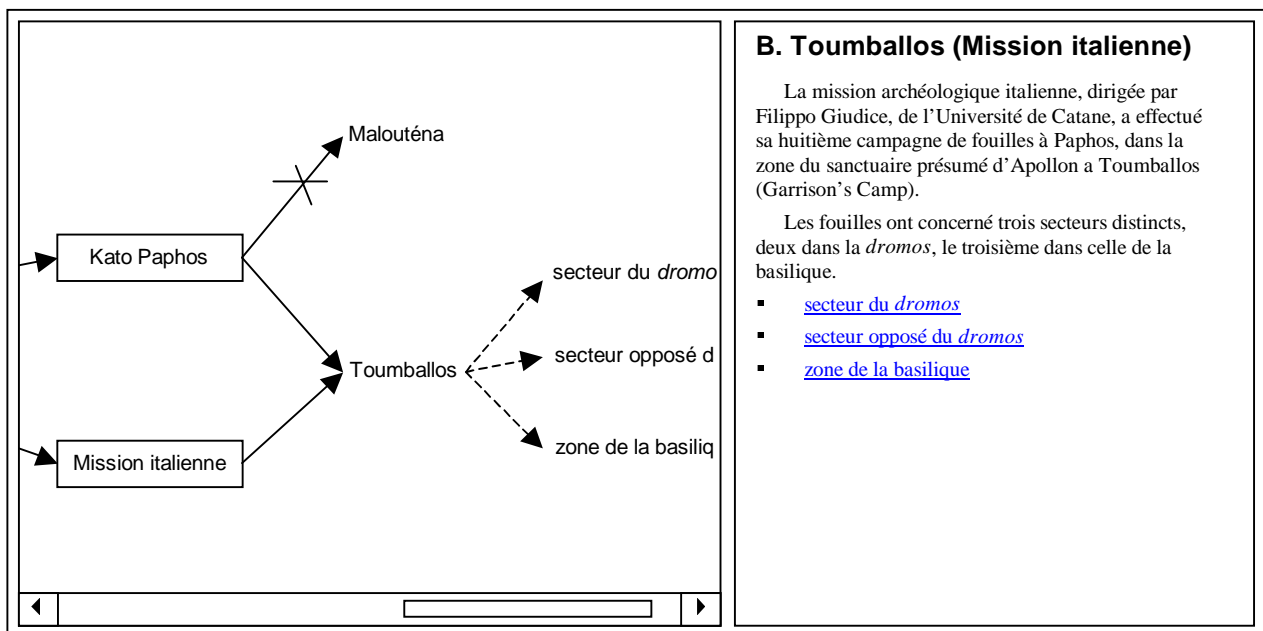 Malouténa
Kato Paphos
secteur du dromo
secteur opposé d
Toumballos
zone de la basiliq
Mission italienne
B. Toumballos (Mission italienne)
La mission archéologique italienne, dirigée par
Filippo Giudice, de l’Université de Catane, a effectué
sa huitième campagne de fouilles à Paphos, dans la
zone du sanctuaire présumé d’Apollon a Toumballos
(Garrison’s Camp).
Les fouilles ont concerné trois secteurs distincts,
deux dans la dromos, le troisième dans celle de la
basilique.
▪ secteur du dromos
▪ secteur opposé du dromos
▪ zone de la basilique